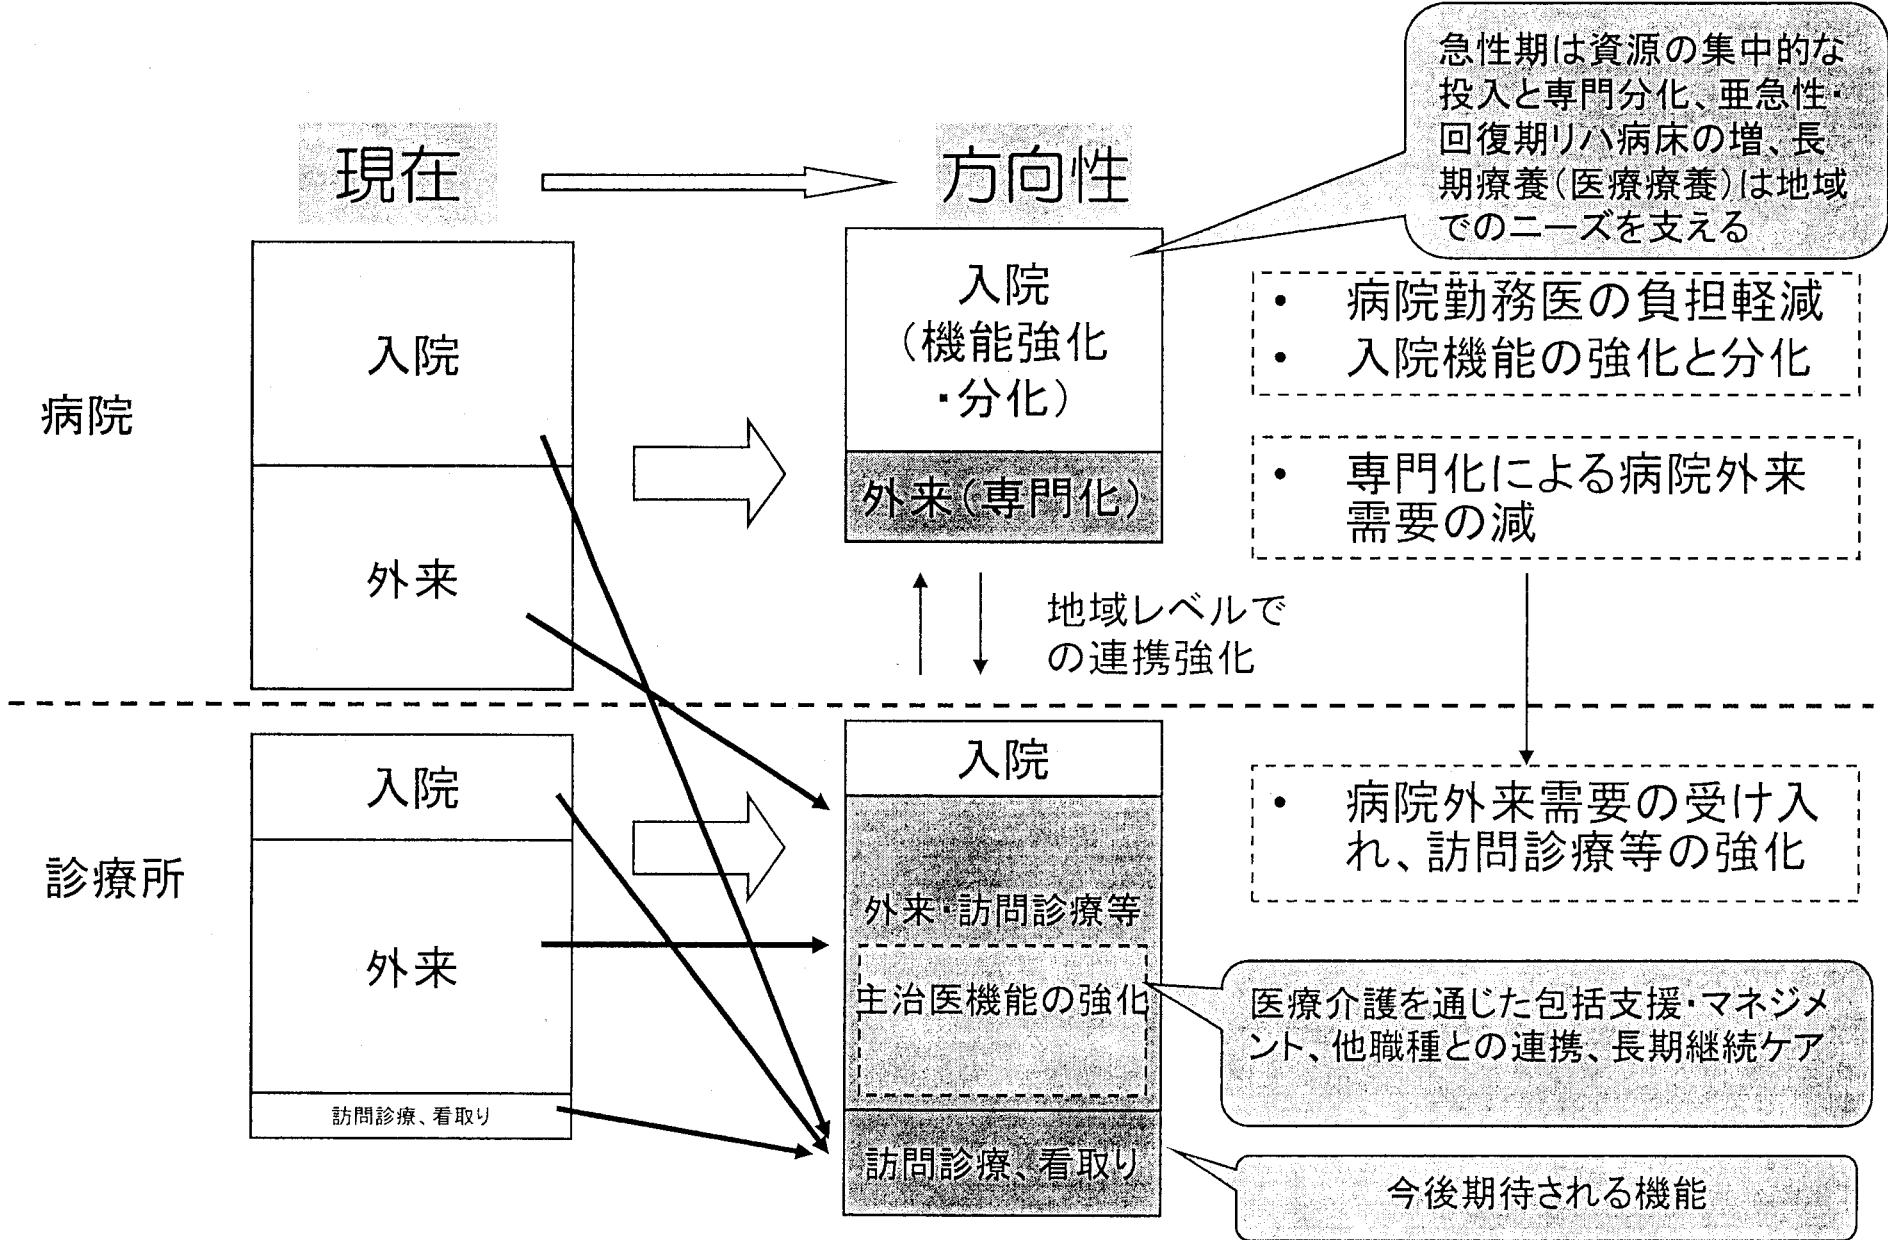 急性期は資源の集中的な
投入と専門分化、亜急性・
回復期リハ病床の増、長
期療養（医療療養）は地域
でのニーズを支える
現在
方向性
病院
入院
外来
入院
（機能強化
・分化）
外来（専門化）
・ 病院勤務医の負担軽減
・ 入院機能の強化と分化
・ 専門化による病院外来
需要の減
地域レベルで
の連携強化
診療所
入院
外来
訪問診療、看取り
入院
外来・訪問診療等
主治医機能の強化
訪問診療、看取り
・ 病院外来需要の受け入
れ、訪問診療等の強化
医療介護を通じた包括支援・マネジメ
ント、他職種との連携、長期継続ケア
今後期待される機能